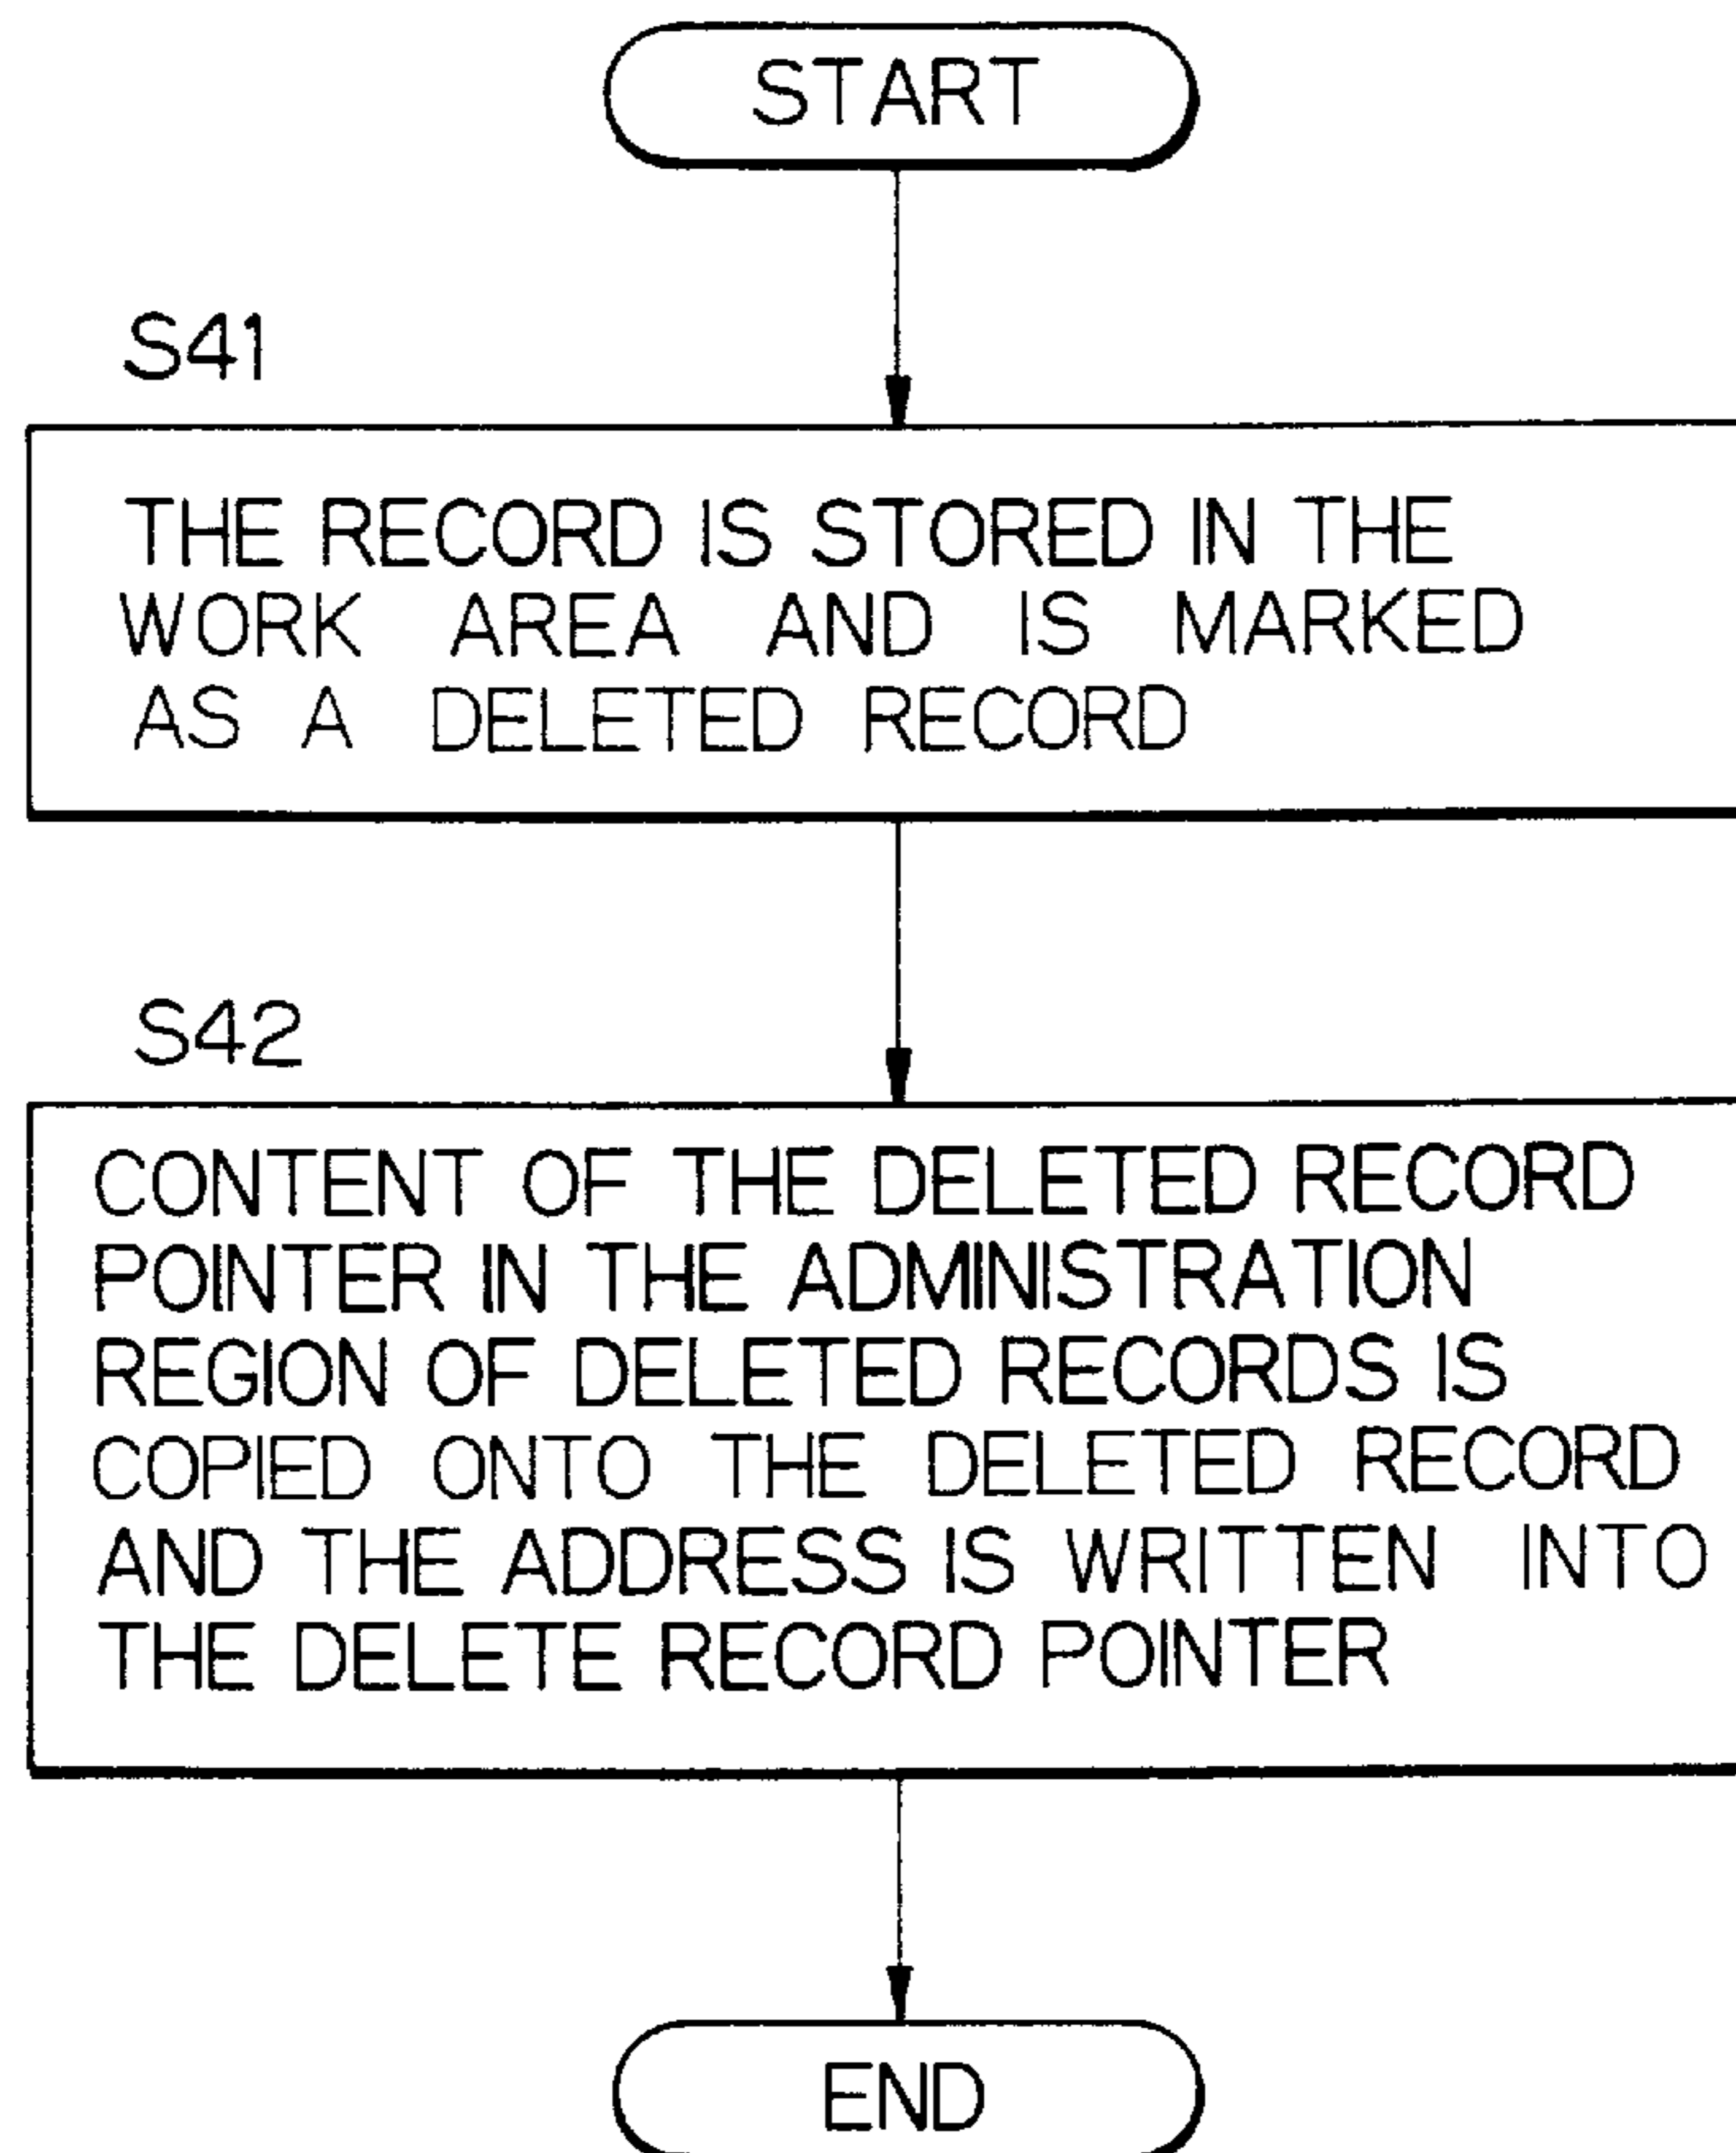 START
S41
THE RECORD IS STORED IN THE
WORK AREA AND IS MARKED
AS A DELETED RECORD
S42
CONTENT OF THE DELETED RECORD
POINTER IN THE ADMINISTRATION
REGION OF DELETED RECORDS IS
COPIED ONTO THE DELETED RECORD
AND THE ADDRESS IS WRITTEN INTO
THE DELETE RECORD POINTER
END